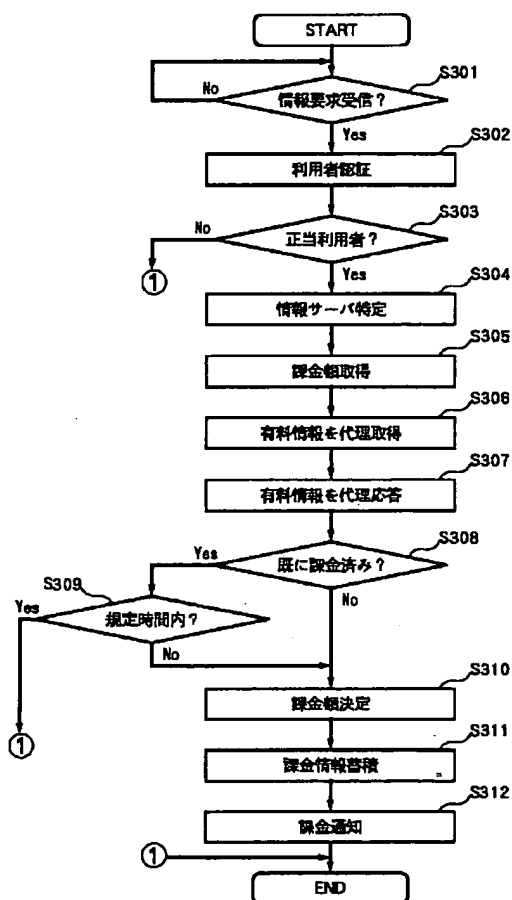 START
S301
No
情報要求受信?
Yes
S302
利用者認証
S303
No
正当利用者?
①
Yes
S304
情報サーバ特定
S305
課金額取得
S306
有料情報を代理取得
S307
有料情報を代理応答
S308
Yes
既に課金済み?
S309
No
Yes
規定時間内?
No
S310
課金額決定
①
S311
課金情報蓄積
S312
課金通知
①
END